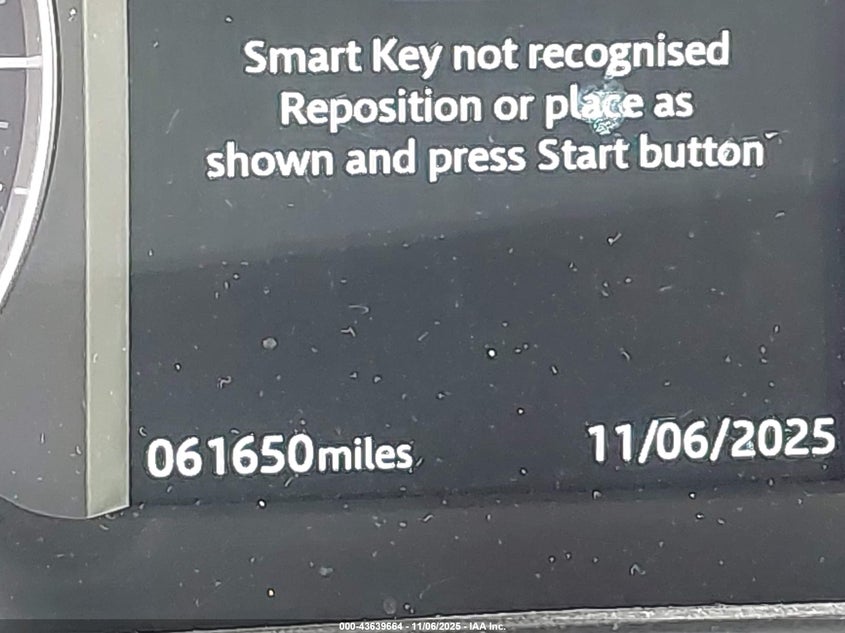 Smart Key not recognised
Reposition or place as
shown and press Start button
061650miles 11/06/2025
000-43639664 - 11/06/2025 - IAA Inc.